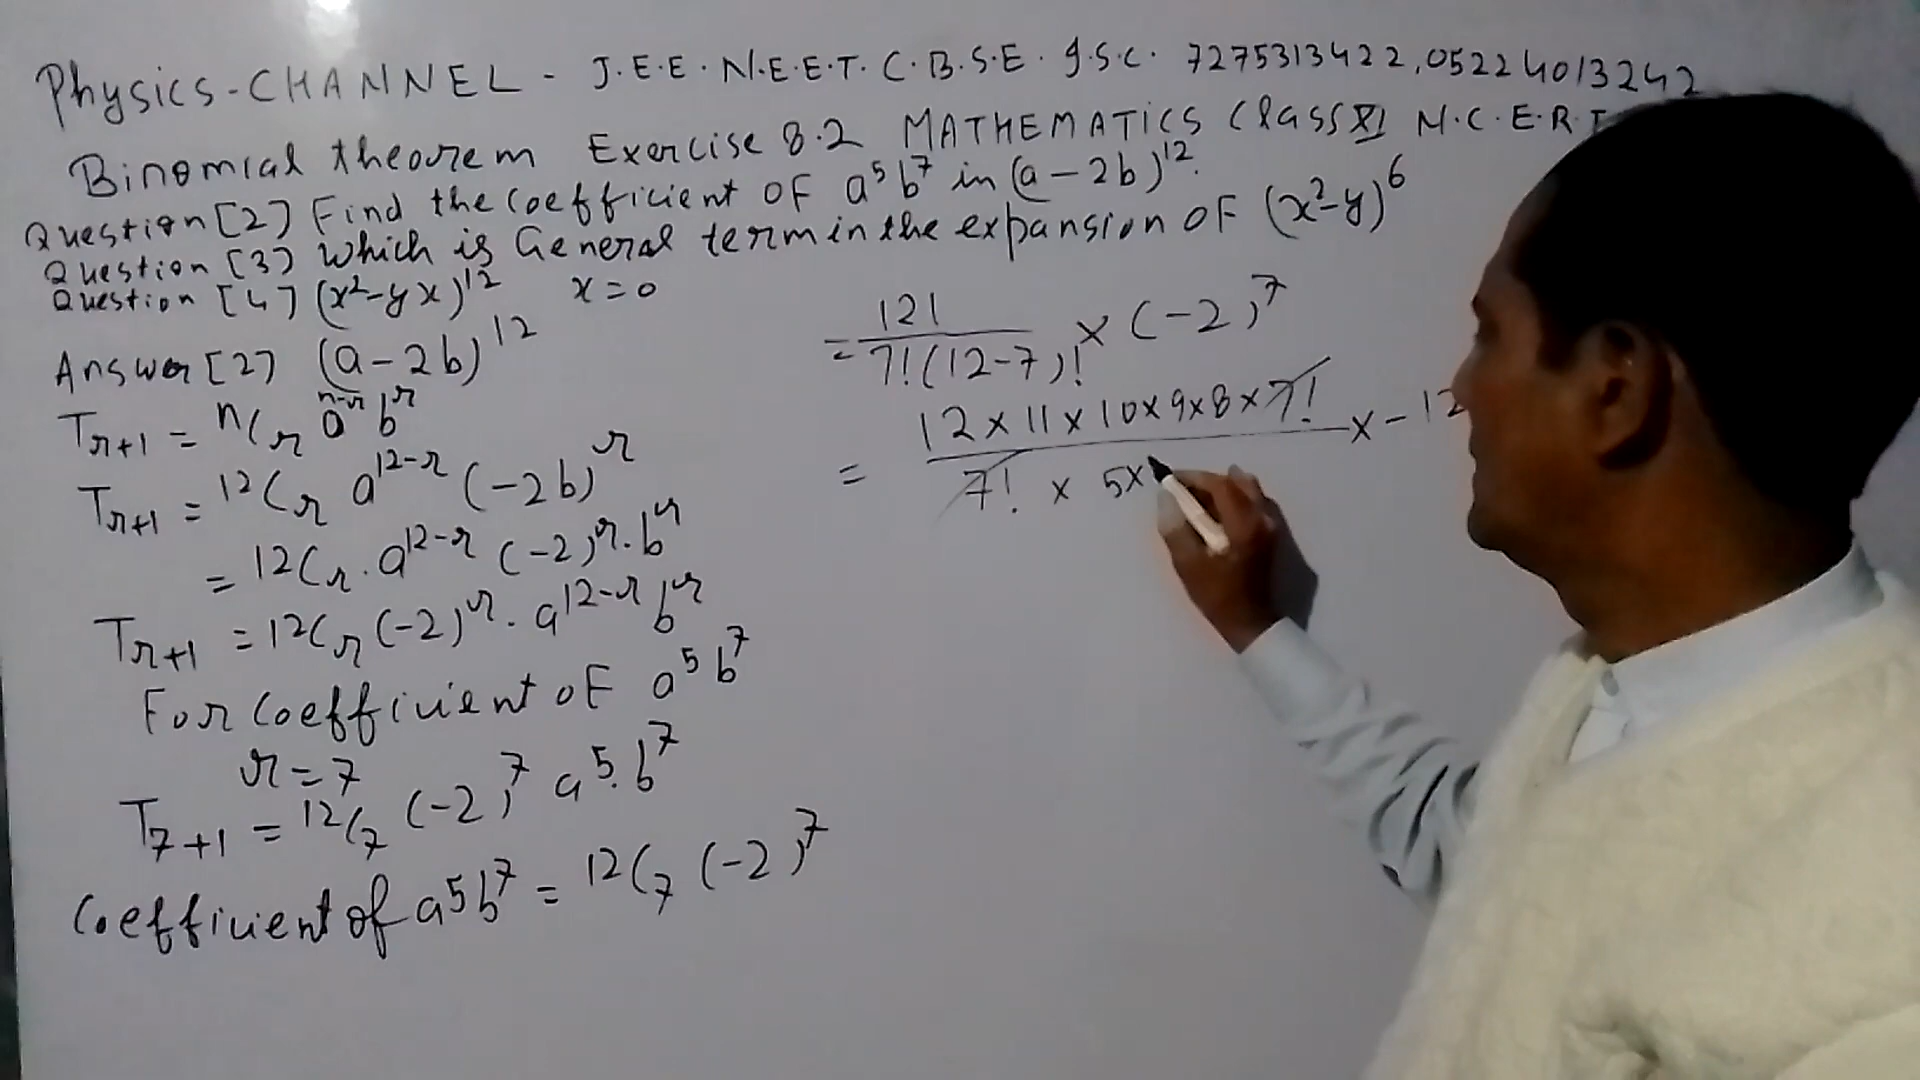 Physics-CHANNEL - J.E.E. N.E.E.T. C.B.S.E. I.S.C. 7275313422, 05224013242
Binomial theorem Exercise 8.2 MATHEMATICS Class XI N.C.E.R.T
Question [2] Find the coefficient OF a⁵b⁷ in (a-2b)¹².
Question [3] Which is General term in the expansion OF (x²-y)⁶
Question [4] (x²-yx)¹² x=0
Answer [2] (a-2b)¹²
Tr+1 = nCr aⁿ⁻ʳ bʳ
Tr+1 = 12Cr a¹²⁻ʳ (-2b)ʳ
= 12Cr . a¹²⁻ʳ (-2)ʳ . bʳ
Tr+1 = 12Cr (-2)ʳ . a¹²⁻ʳ bʳ
For coefficient OF a⁵b⁷
r=7
T7+1 = 12C7 (-2)⁷ a⁵. b⁷
coefficient of a⁵b⁷ = 12C7 (-2)⁷
= 12! / 7!(12-7)! × (-2)⁷
= 12×11×10×9×8×7! / 7! × 5× × -12